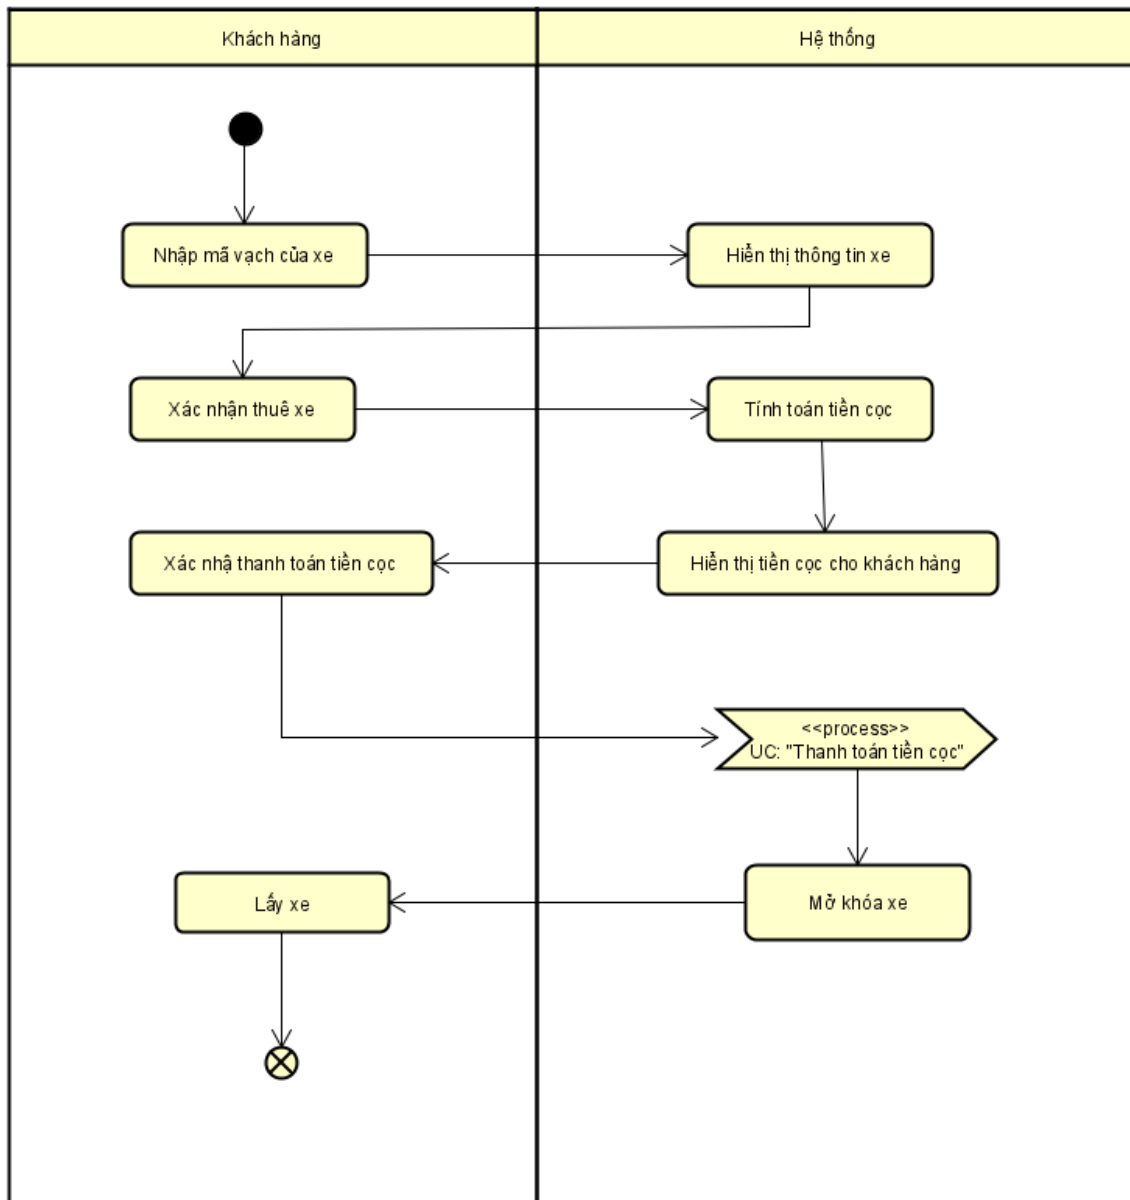 Khách hàng
Hệ thống
Nhập mã vạch của xe
Hiển thị thông tin xe
Xác nhận thuê xe
Tính toán tiền cọc
Xác nhậ thanh toán tiền cọc
Hiển thị tiền cọc cho khách hàng
<<process>>
UC: "Thanh toán tiền cọc"
Lấy xe
Mở khóa xe